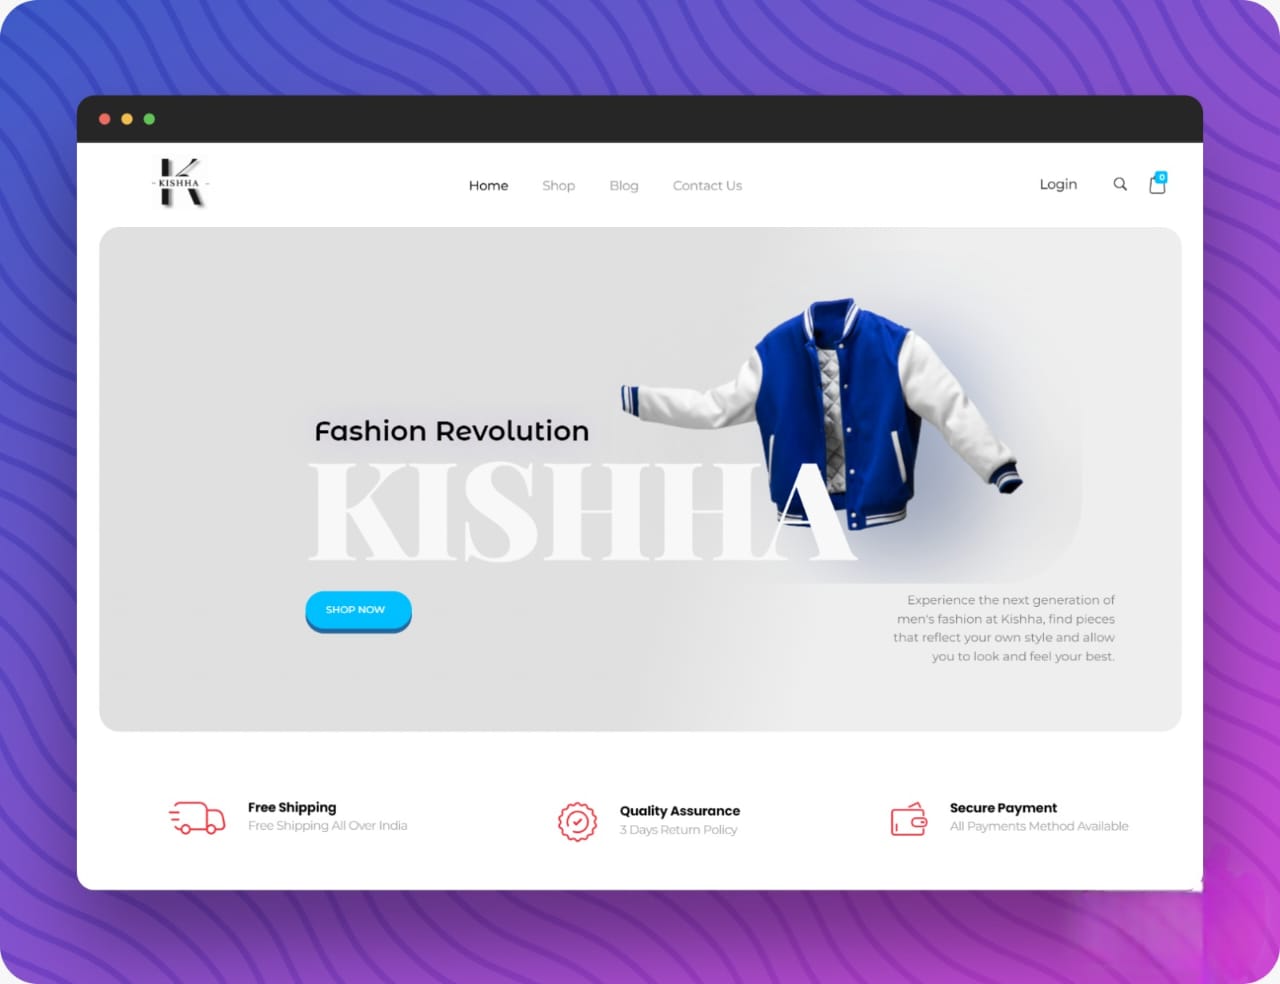 KISHHA
Home Shop Blog Contact Us
Login
0
Fashion Revolution
KISHHA
SHOP NOW
Experience the next generation of
men's fashion at Kishha, find pieces
that reflect your own style and allow
you to look and feel your best.
Free Shipping
Free Shipping All Over India
Quality Assurance
3 Days Return Policy
Secure Payment
All Payments Method Available